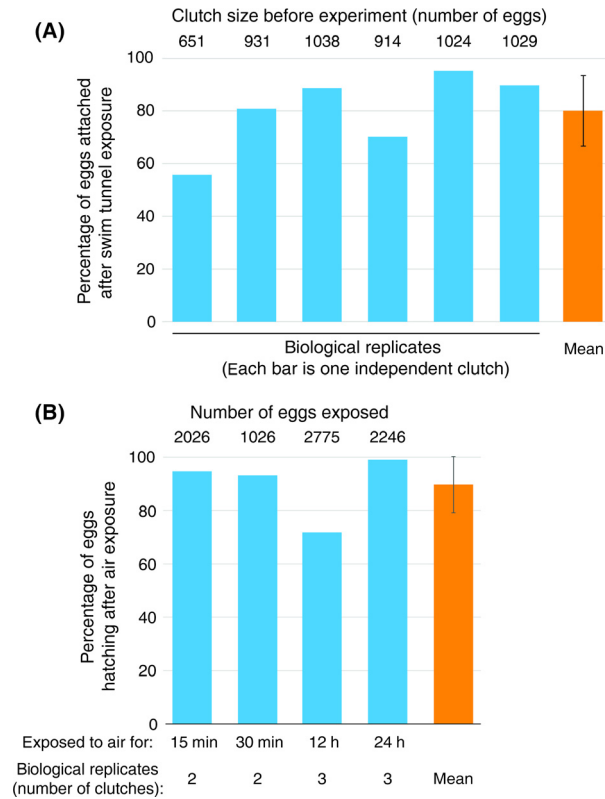 (A)
Clutch size before experiment (number of eggs)
651 931 1038 914 1024 1029
Percentage of eggs attached
after swim tunnel exposure
100
80
60
40
20
0
Biological replicates
(Each bar is one independent clutch)
Mean
(B)
Number of eggs exposed
2026 1026 2775 2246
Percentage of eggs
hatching after air exposure
100
80
60
40
20
0
Exposed to air for: 15 min 30 min 12 h 24 h
Biological replicates
(number of clutches): 2 2 3 3 Mean